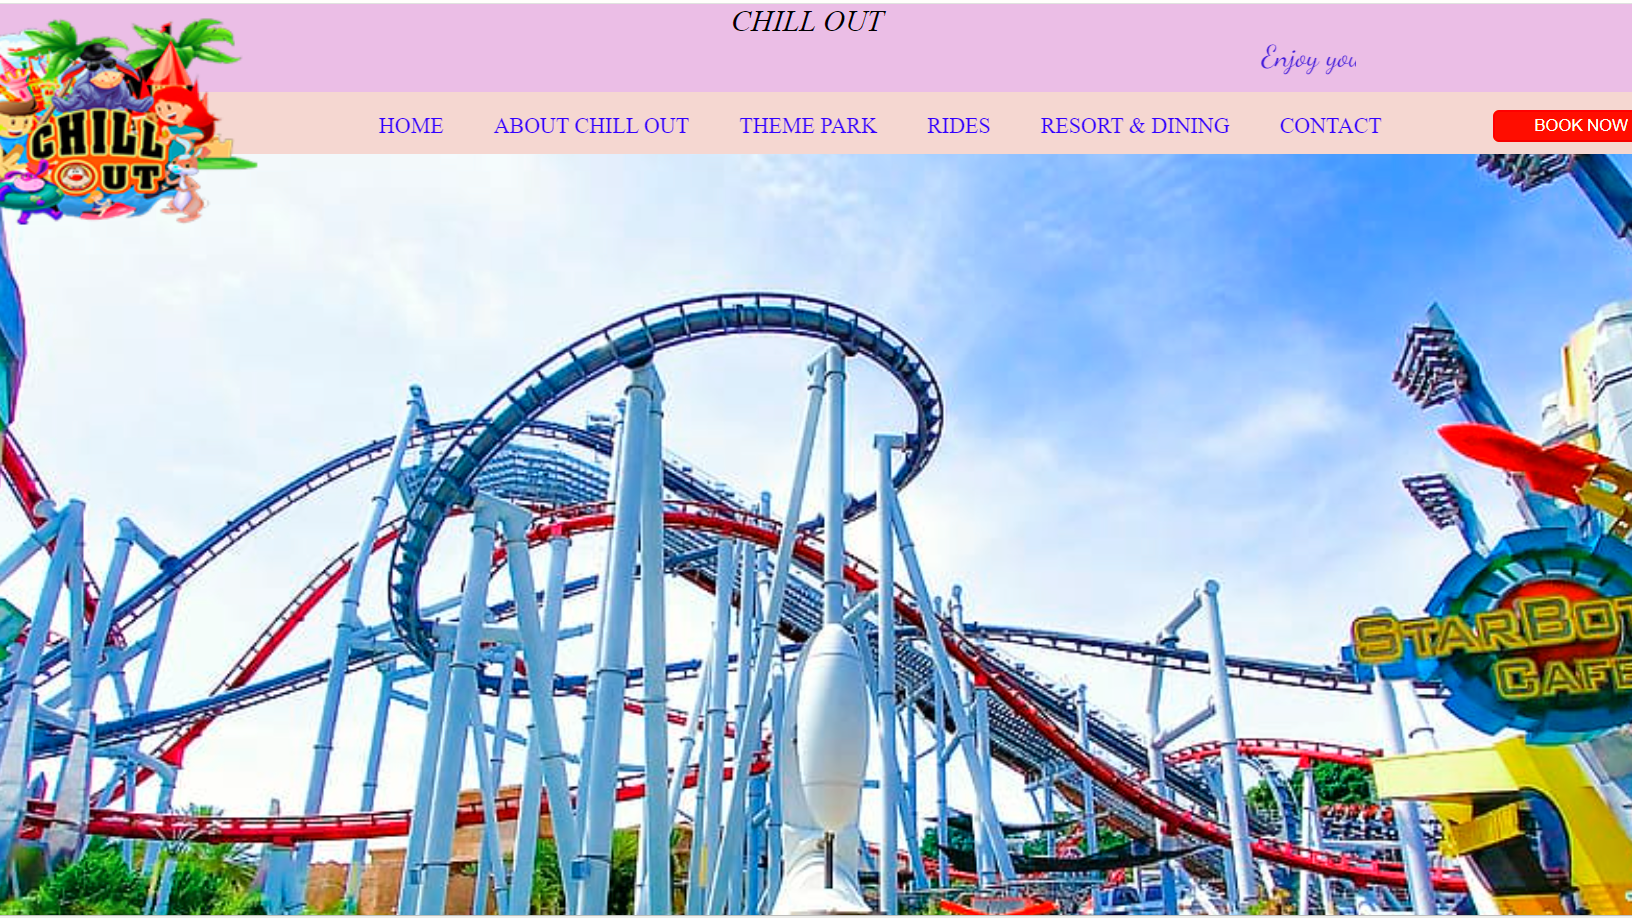 CHILL OUT
Enjoy you
CHILL
OUT
HOME ABOUT CHILL OUT THEME PARK RIDES RESORT & DINING CONTACT BOOK NOW
STARBOT
CAFE